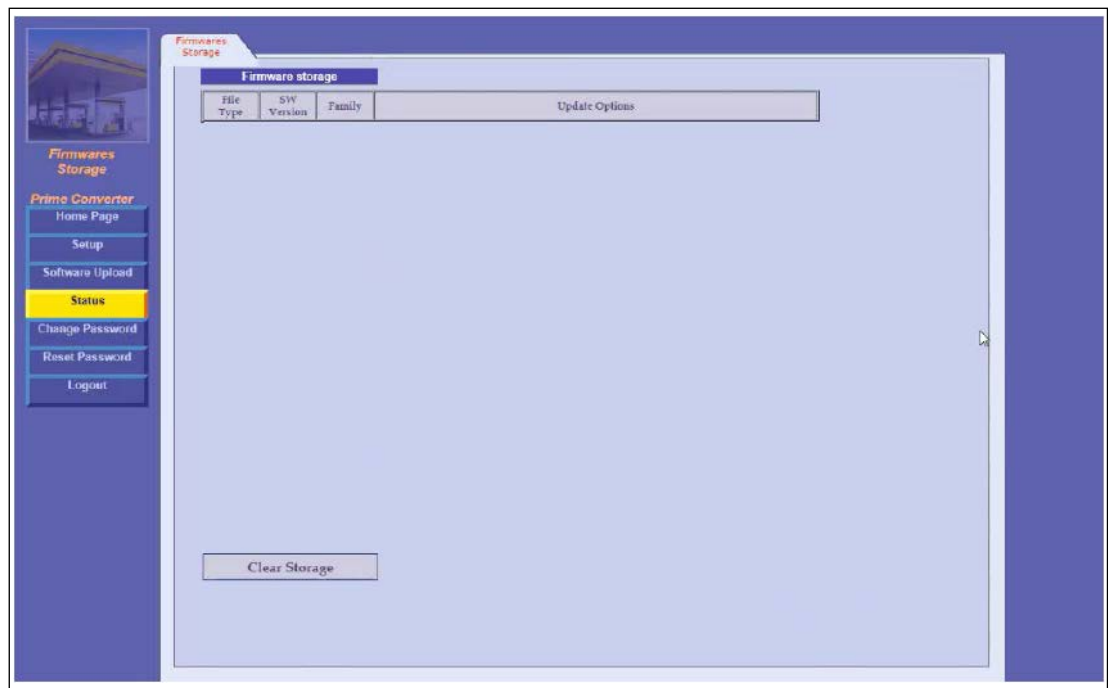 Firmwares
Storage
Firmware storage
File
Type
SW
Version
Family
Update Options
Firmwares
Storage
Prime Converter
Home Page
Setup
Software Upload
Status
Change Password
Reset Password
Logout
Clear Storage